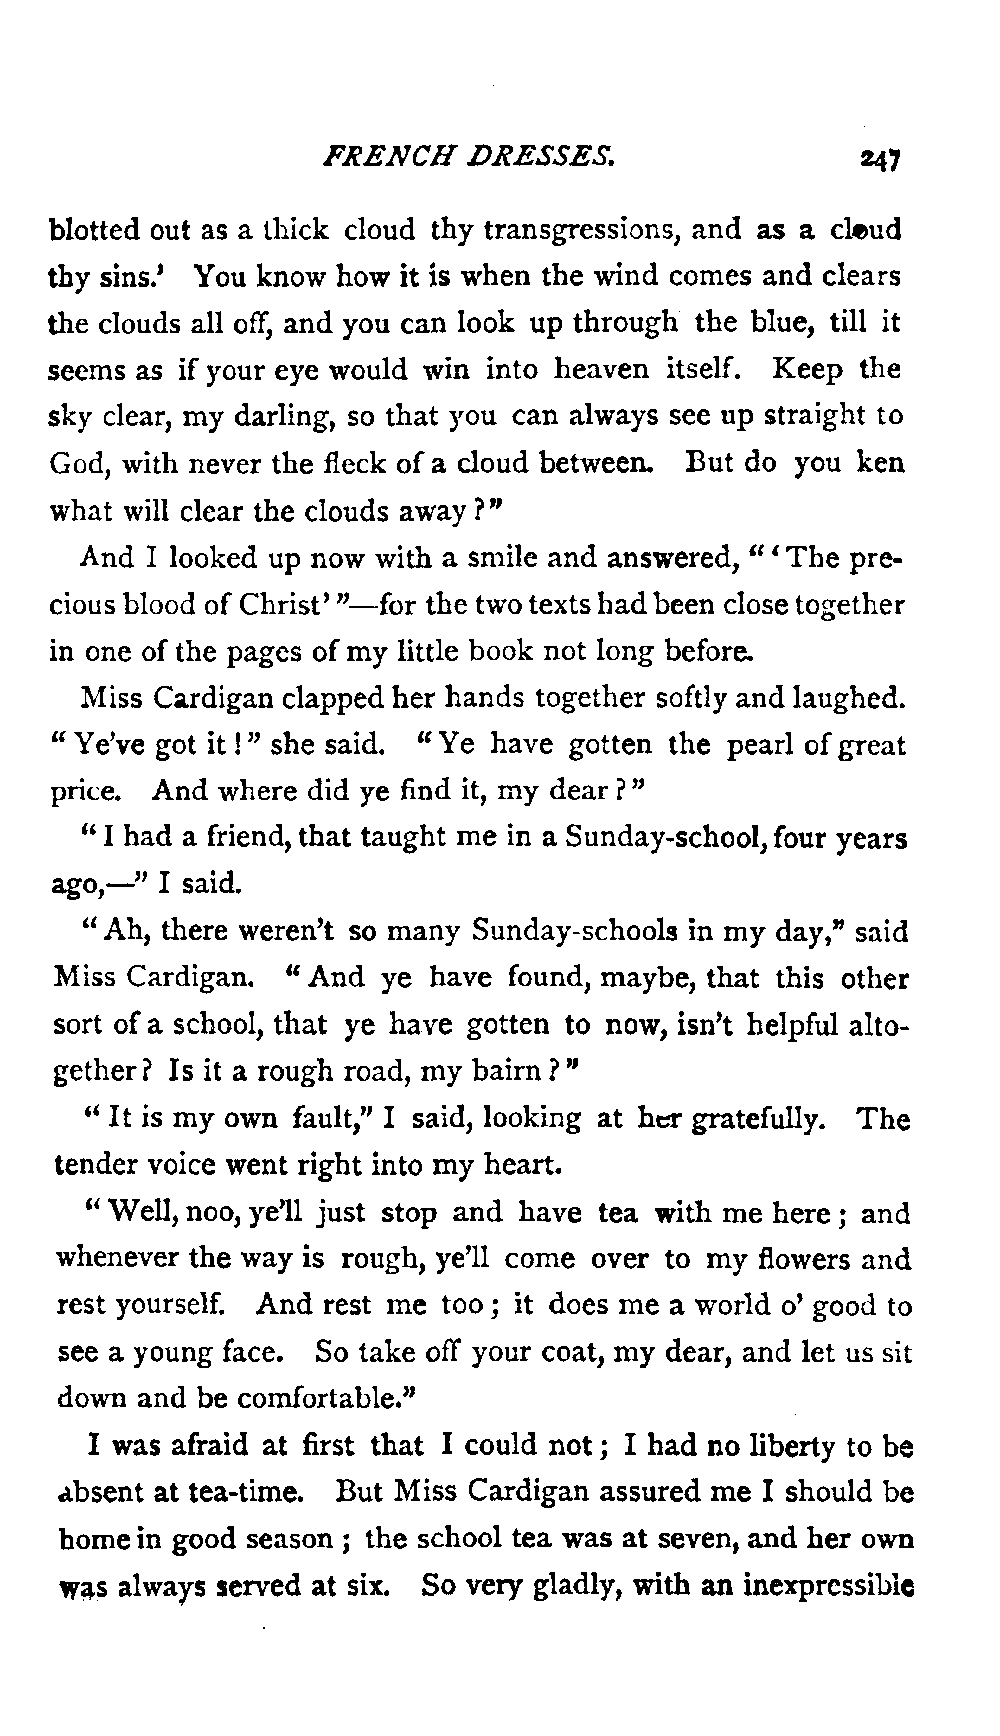 FRENCH DRESSES. 247
blotted out as a thick cloud thy transgressions, and as a cloud
thy sins.' You know how it is when the wind comes and clears
the clouds all off, and you can look up through the blue, till it
seems as if your eye would win into heaven itself. Keep the
sky clear, my darling, so that you can always see up straight to
God, with never the fleck of a cloud between. But do you ken
what will clear the clouds away?"
And I looked up now with a smile and answered, "'The pre-
cious blood of Christ'"—for the two texts had been close together
in one of the pages of my little book not long before.
Miss Cardigan clapped her hands together softly and laughed.
"Ye've got it!" she said. "Ye have gotten the pearl of great
price. And where did ye find it, my dear?"
"I had a friend, that taught me in a Sunday-school, four years
ago,—" I said.
"Ah, there weren't so many Sunday-schools in my day," said
Miss Cardigan. "And ye have found, maybe, that this other
sort of a school, that ye have gotten to now, isn't helpful alto-
gether? Is it a rough road, my bairn?"
"It is my own fault," I said, looking at her gratefully. The
tender voice went right into my heart.
"Well, noo, ye'll just stop and have tea with me here; and
whenever the way is rough, ye'll come over to my flowers and
rest yourself. And rest me too; it does me a world o' good to
see a young face. So take off your coat, my dear, and let us sit
down and be comfortable."
I was afraid at first that I could not; I had no liberty to be
absent at tea-time. But Miss Cardigan assured me I should be
home in good season; the school tea was at seven, and her own
was always served at six. So very gladly, with an inexpressible